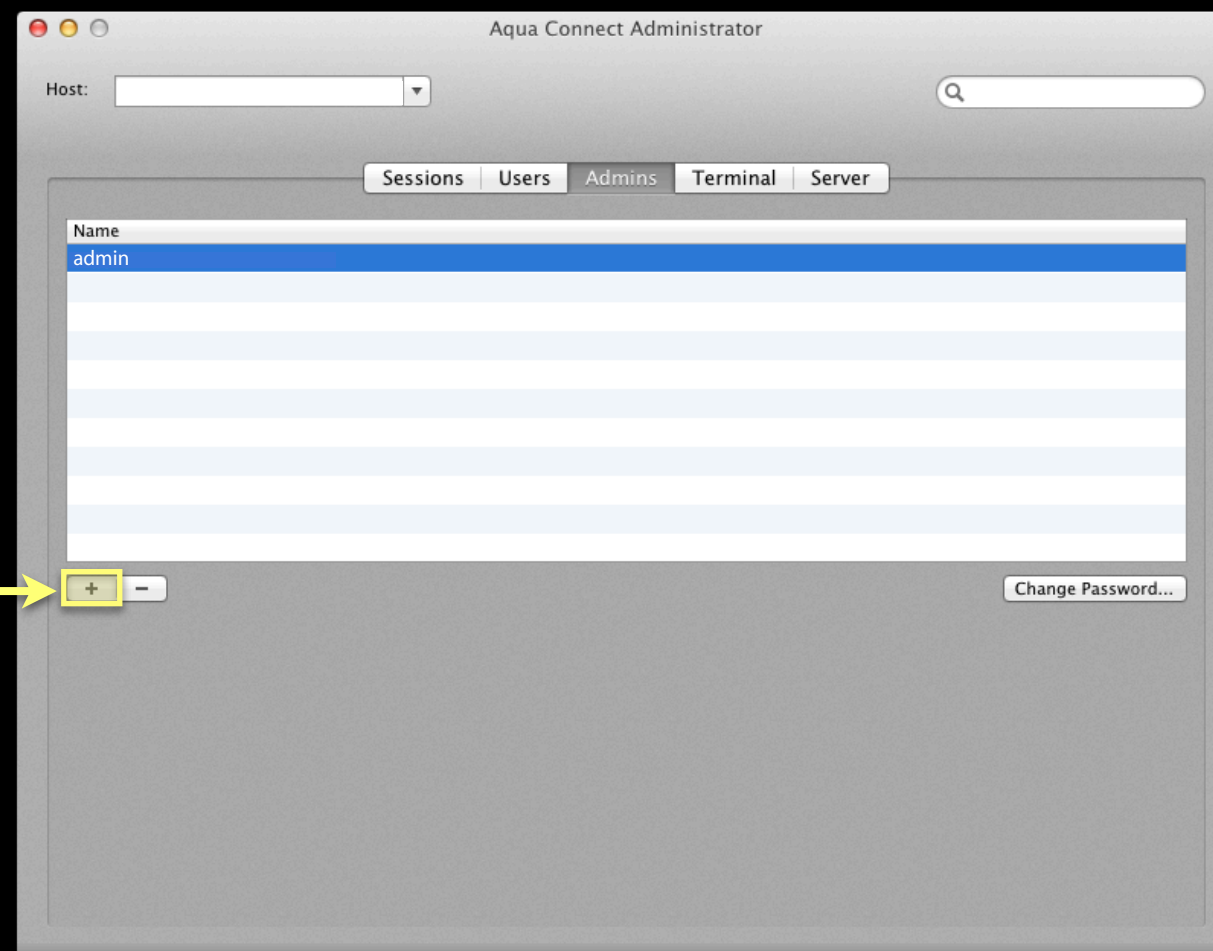 Aqua Connect Administrator
Host:
Sessions Users Admins Terminal Server
Name
admin
+ − Change Password...